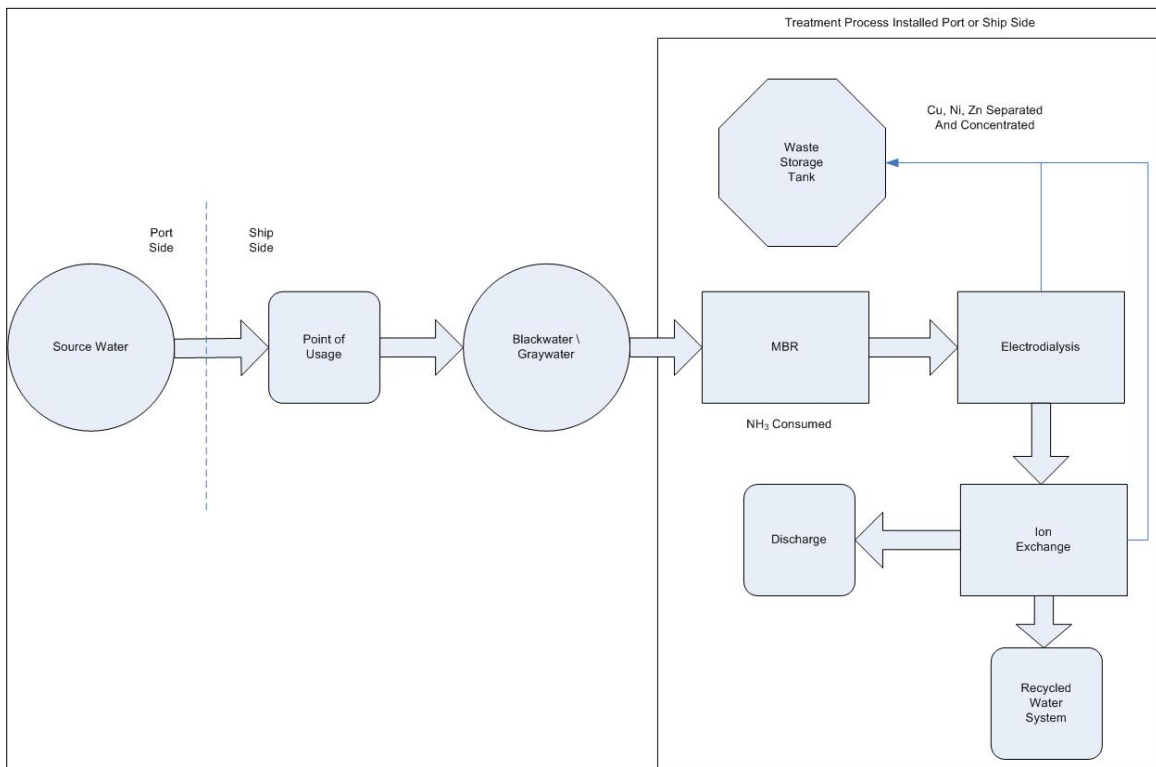 Treatment Process Installed Port or Ship Side
Cu, Ni, Zn Separated
And Concentrated
Waste
Storage
Tank
Port
Side
Ship
Side
Source Water
Point of
Usage
Blackwater \
Graywater
MBR
Electrodialysis
NH₃ Consumed
Discharge
Ion
Exchange
Recycled
Water
System